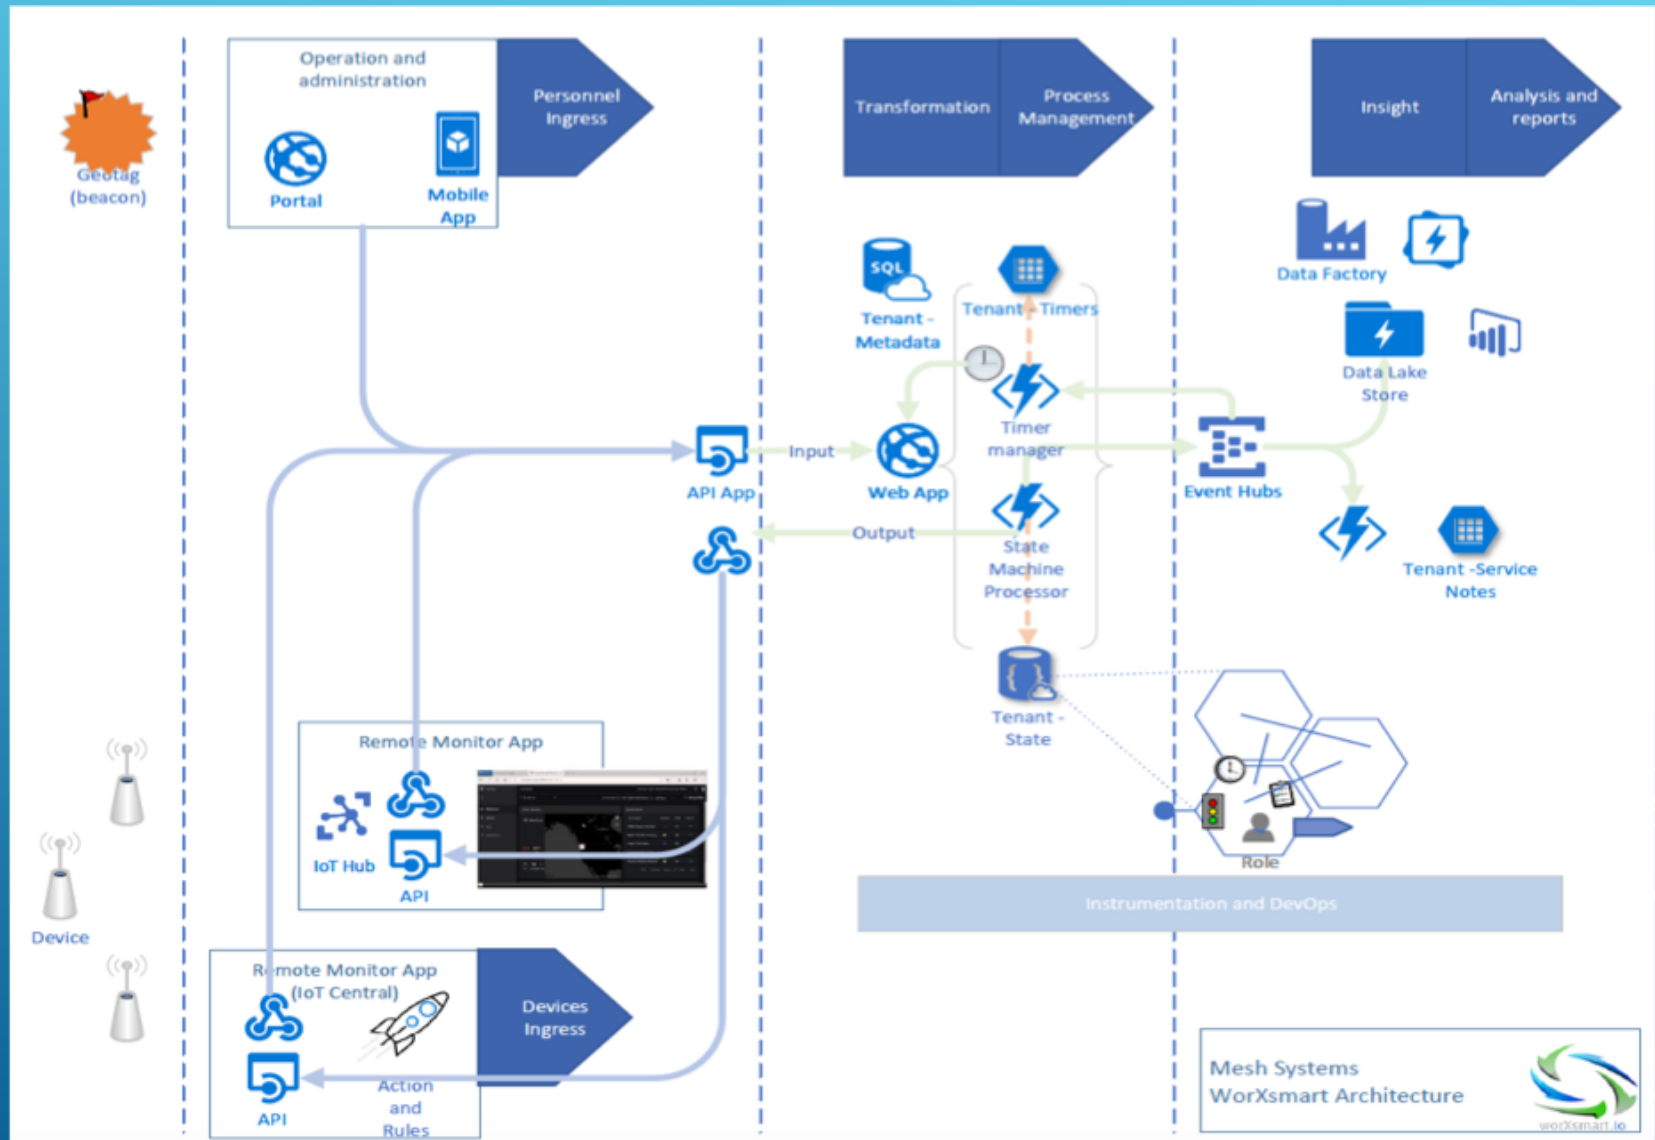 Operation and
administration
Personnel
Ingress
Transformation
Process
Management
Insight
Analysis and
reports
Geotag
(beacon)
Portal
Mobile
App
SQL
Tenant -
Metadata
Tenant - Timers
Data Factory
Data Lake
Store
Timer
manager
API App
Input
Web App
Event Hubs
Output
State
Machine
Processor
Tenant -Service
Notes
Tenant -
State
Remote Monitor App
IoT Hub
API
Role
Device
Instrumentation and DevOps
Remote Monitor App
(IoT Central)
Devices
Ingress
Action
and
Rules
API
Mesh Systems
WorXsmart Architecture
worXsmart.io